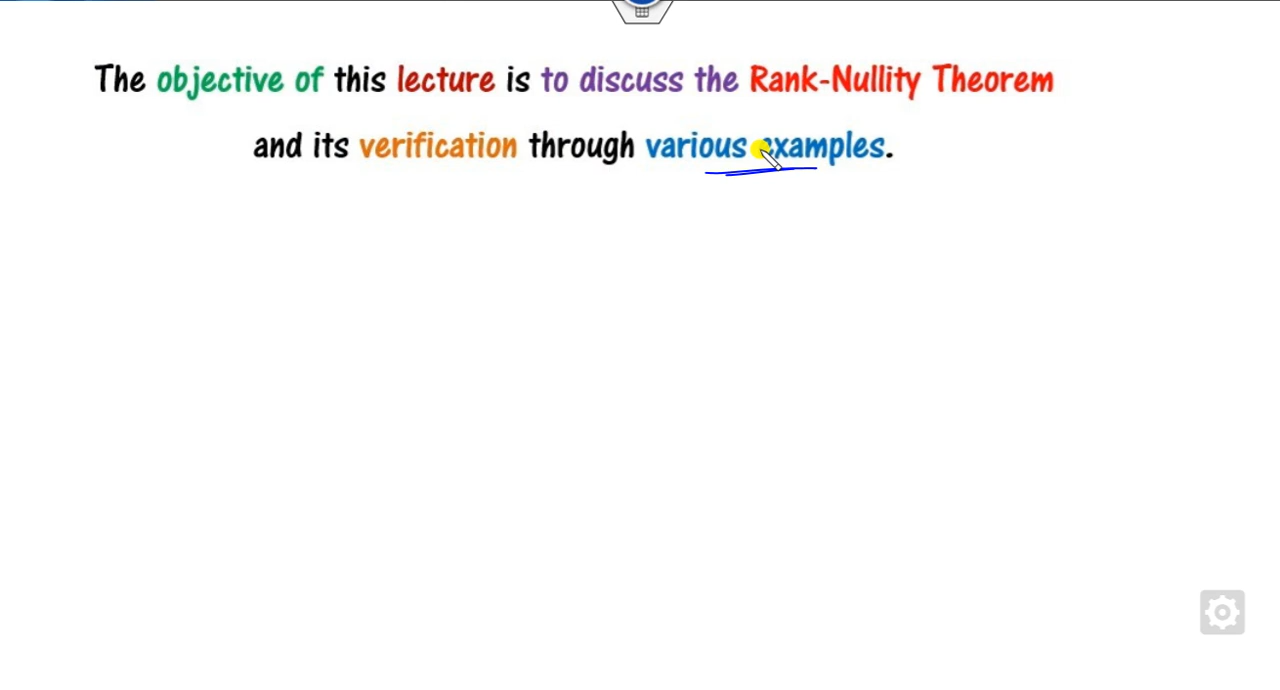 The objective of this lecture is to discuss the Rank-Nullity Theorem
and its verification through various examples.